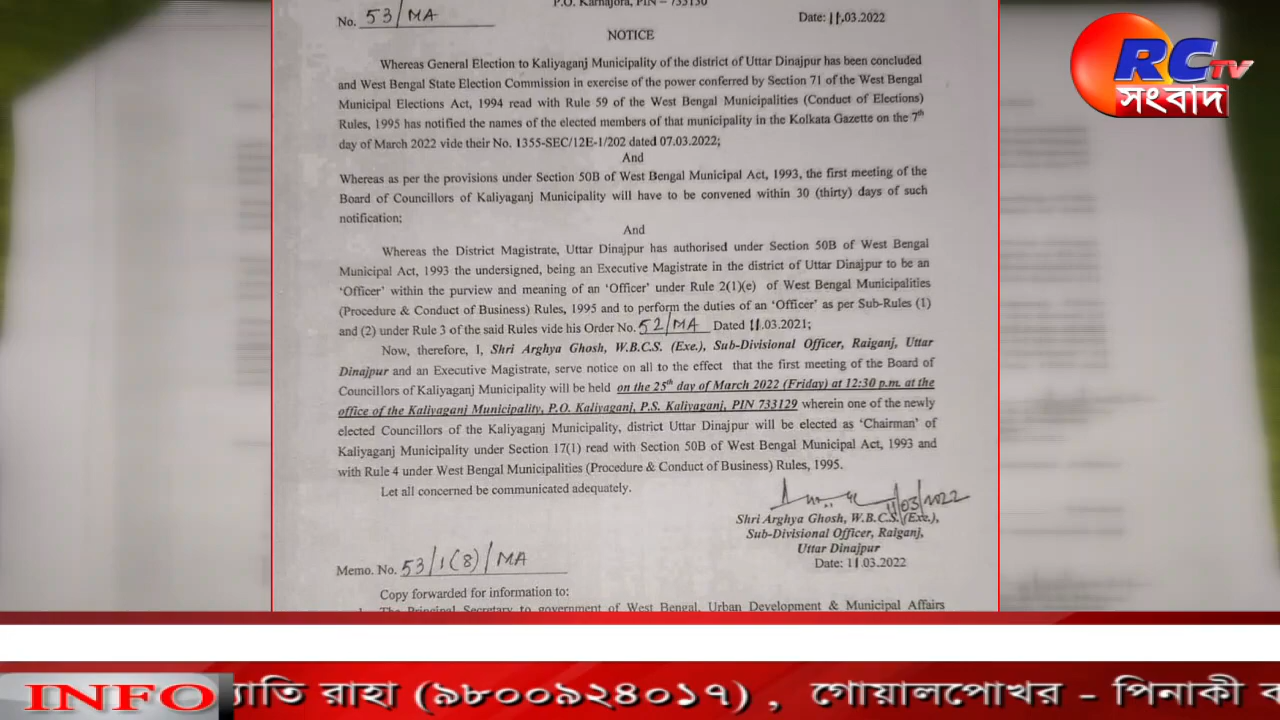 P.O. Karnajora, PIN – 733130
No. 53/MA
Date: 11.03.2022
NOTICE
Whereas General Election to Kaliyaganj Municipality of the district of Uttar Dinajpur has been concluded
and West Bengal State Election Commission in exercise of the power conferred by Section 71 of the West Bengal
Municipal Elections Act, 1994 read with Rule 59 of the West Bengal Municipalities (Conduct of Elections)
Rules, 1995 has notified the names of the elected members of that municipality in the Kolkata Gazette on the 7th
day of March 2022 vide their No. 1355-SEC/12E-1/202 dated 07.03.2022;
And
Whereas as per the provisions under Section 50B of West Bengal Municipal Act, 1993, the first meeting of the
Board of Councillors of Kaliyaganj Municipality will have to be convened within 30 (thirty) days of such
notification;
And
Whereas the District Magistrate, Uttar Dinajpur has authorised under Section 50B of West Bengal
Municipal Act, 1993 the undersigned, being an Executive Magistrate in the district of Uttar Dinajpur to be an
‘Officer’ within the purview and meaning of an ‘Officer’ under Rule 2(1)(e) of West Bengal Municipalities
(Procedure & Conduct of Business) Rules, 1995 and to perform the duties of an ‘Officer’ as per Sub-Rules (1)
and (2) under Rule 3 of the said Rules vide his Order No. 52/MA Dated 11.03.2021;
Now, therefore, I, Shri Arghya Ghosh, W.B.C.S. (Exe.), Sub-Divisional Officer, Raiganj, Uttar
Dinajpur and an Executive Magistrate, serve notice on all to the effect that the first meeting of the Board of
Councillors of Kaliyaganj Municipality will be held on the 25th day of March 2022 (Friday) at 12:30 p.m. at the
office of the Kaliyaganj Municipality, P.O. Kaliyaganj, P.S. Kaliyaganj, PIN 733129 wherein one of the newly
elected Councillors of the Kaliyaganj Municipality, district Uttar Dinajpur will be elected as ‘Chairman’ of
Kaliyaganj Municipality under Section 17(1) read with Section 50B of West Bengal Municipal Act, 1993 and
with Rule 4 under West Bengal Municipalities (Procedure & Conduct of Business) Rules, 1995.
Let all concerned be communicated adequately.
11/03/2022
Shri Arghya Ghosh, W.B.C.S. (Exe.),
Sub-Divisional Officer, Raiganj,
Uttar Dinajpur
Date: 11.03.2022
Memo. No. 53/1(8)/MA
Copy forwarded for information to:
The Principal Secretary to government of West Bengal, Urban Development & Municipal Affairs
RC TV
সংবাদ
INFO
্যোতি রাহা (৯৮০০৯২৪০১৭) , গোয়ালপোখর - পিনাকী